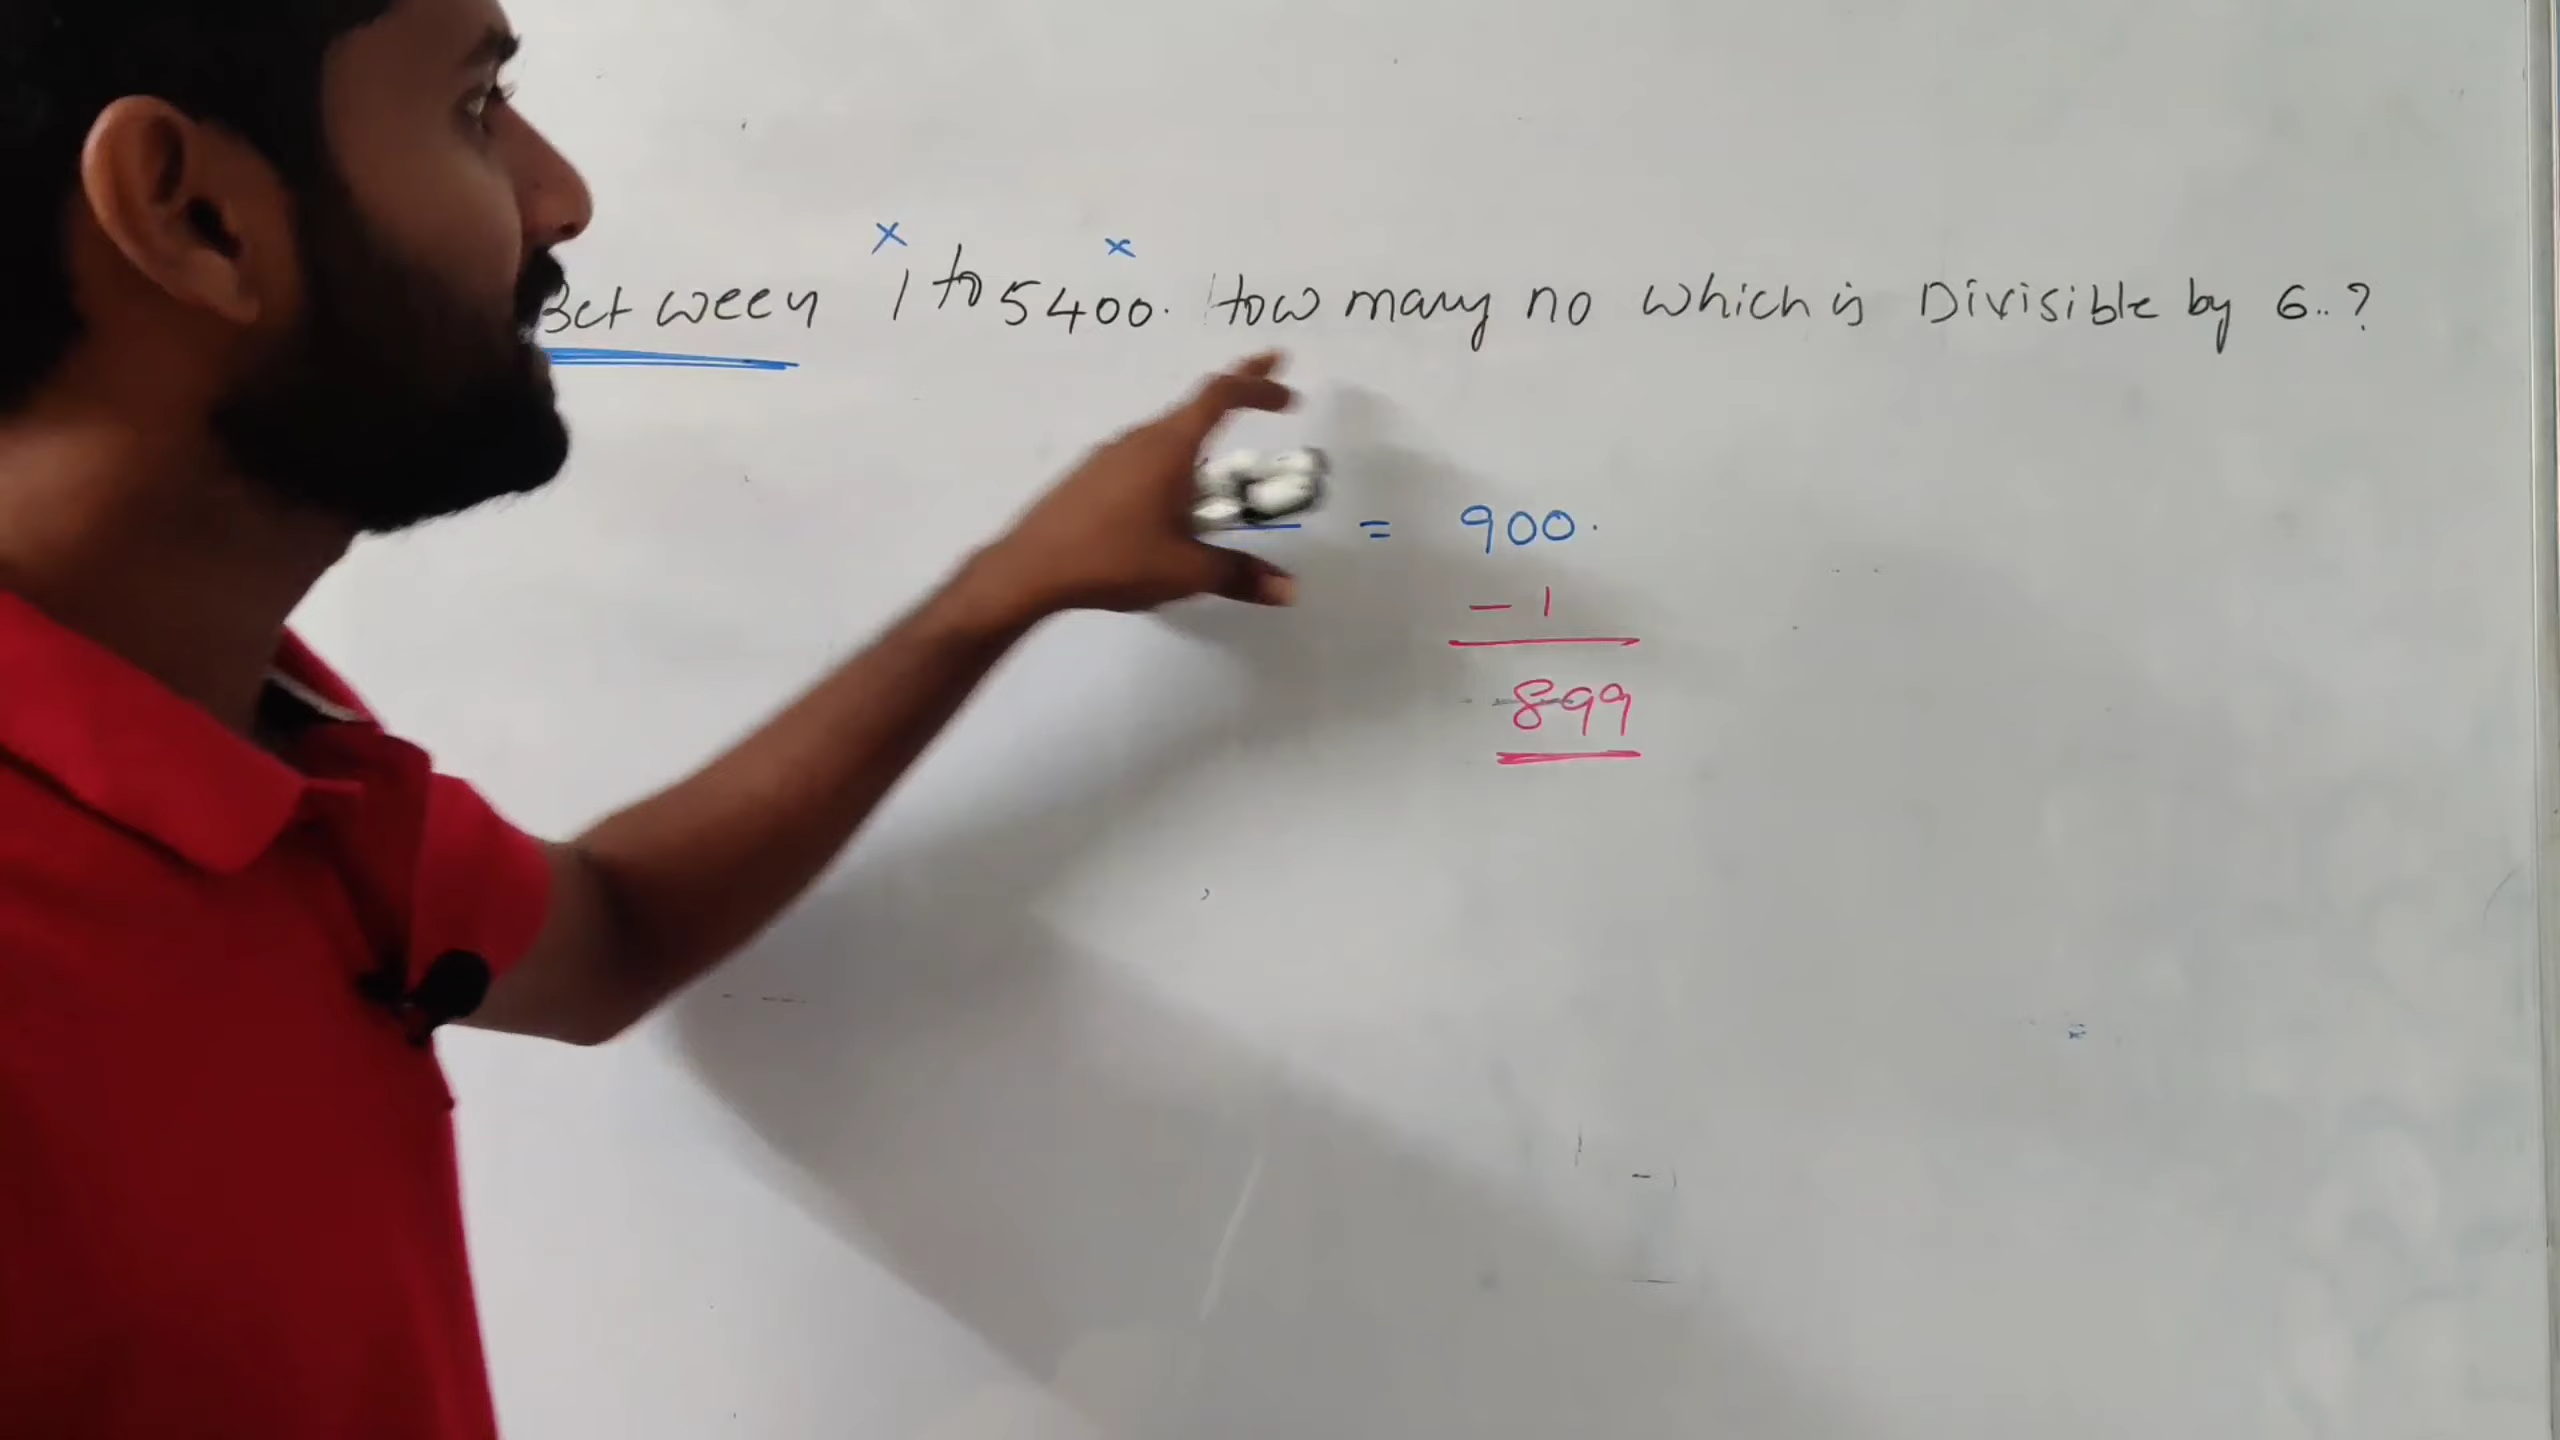 x x
Between 1 to 5400. How many no which is Divisible by 6..?
= 900.
- 1
899